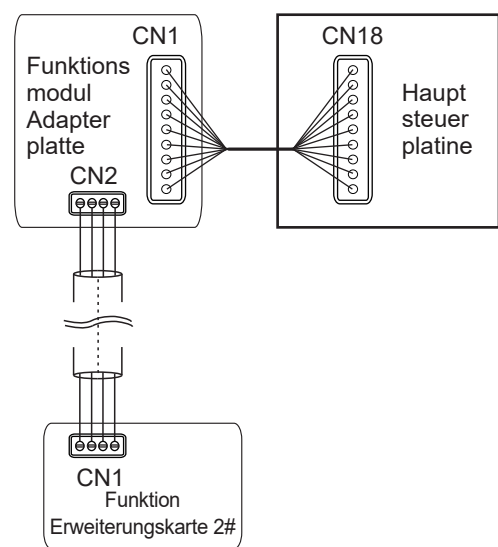 CN1
Funktions
modul
Adapter
platte
CN2
CN18
Haupt
steuer
platine
CN1
Funktion
Erweiterungskarte 2#